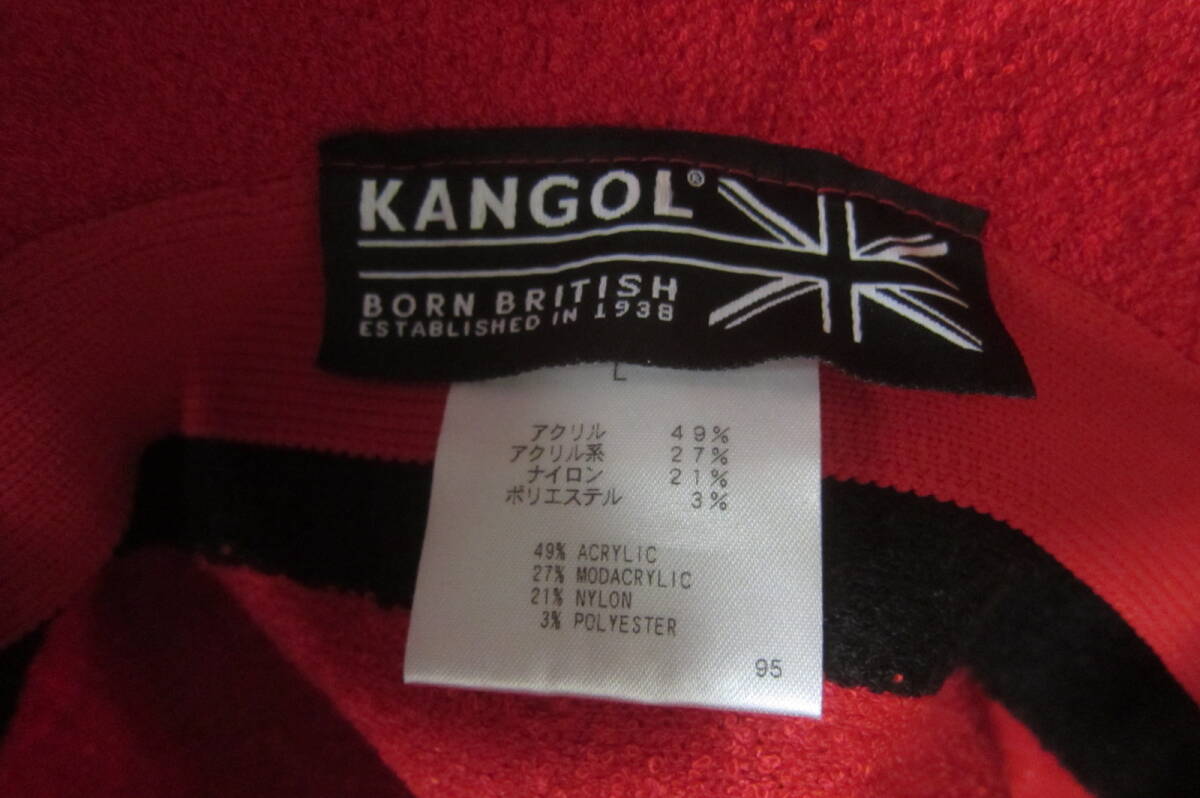 KANGOL®
BORN BRITISH
ESTABLISHED IN 1938
L
アクリル 49%
アクリル系 27%
ナイロン 21%
ポリエステル 3%
49% ACRYLIC
27% MODACRYLIC
21% NYLON
3% POLYESTER
95